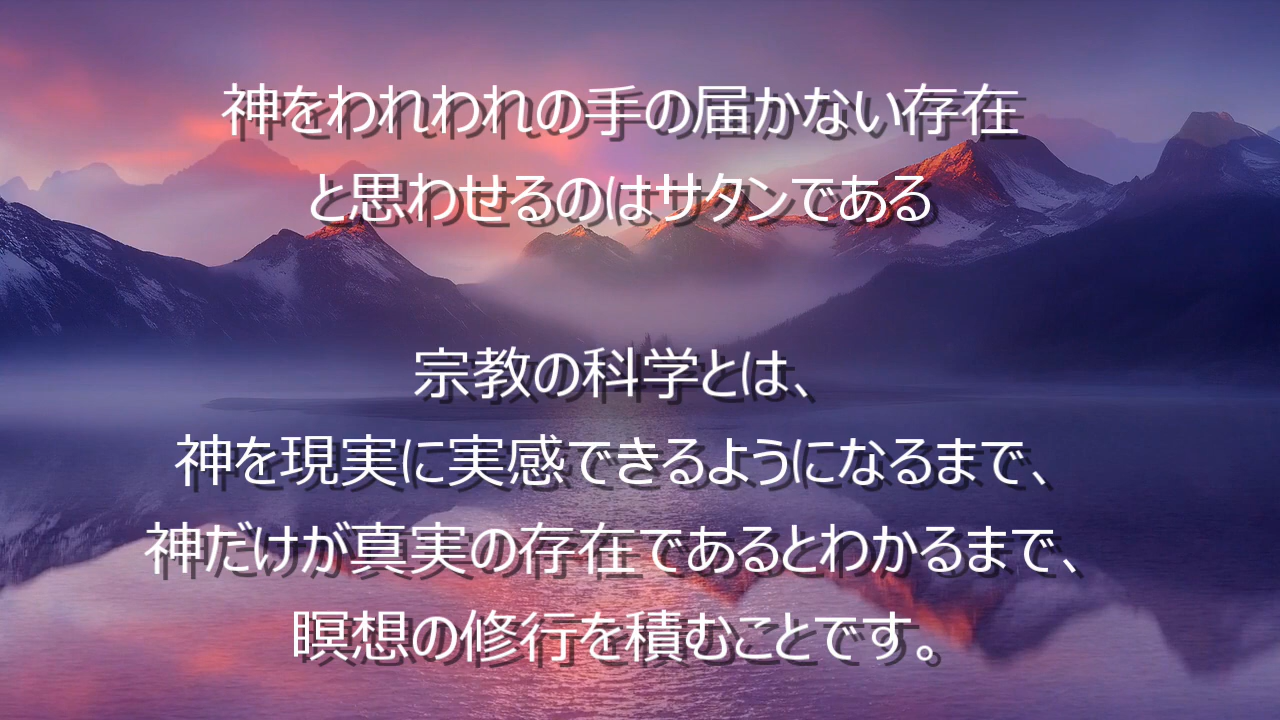 神をわれわれの手の届かない存在
と思わせるのはサタンである
宗教の科学とは、
神を現実に実感できるようになるまで、
神だけが真実の存在であるとわかるまで、
瞑想の修行を積むことです。